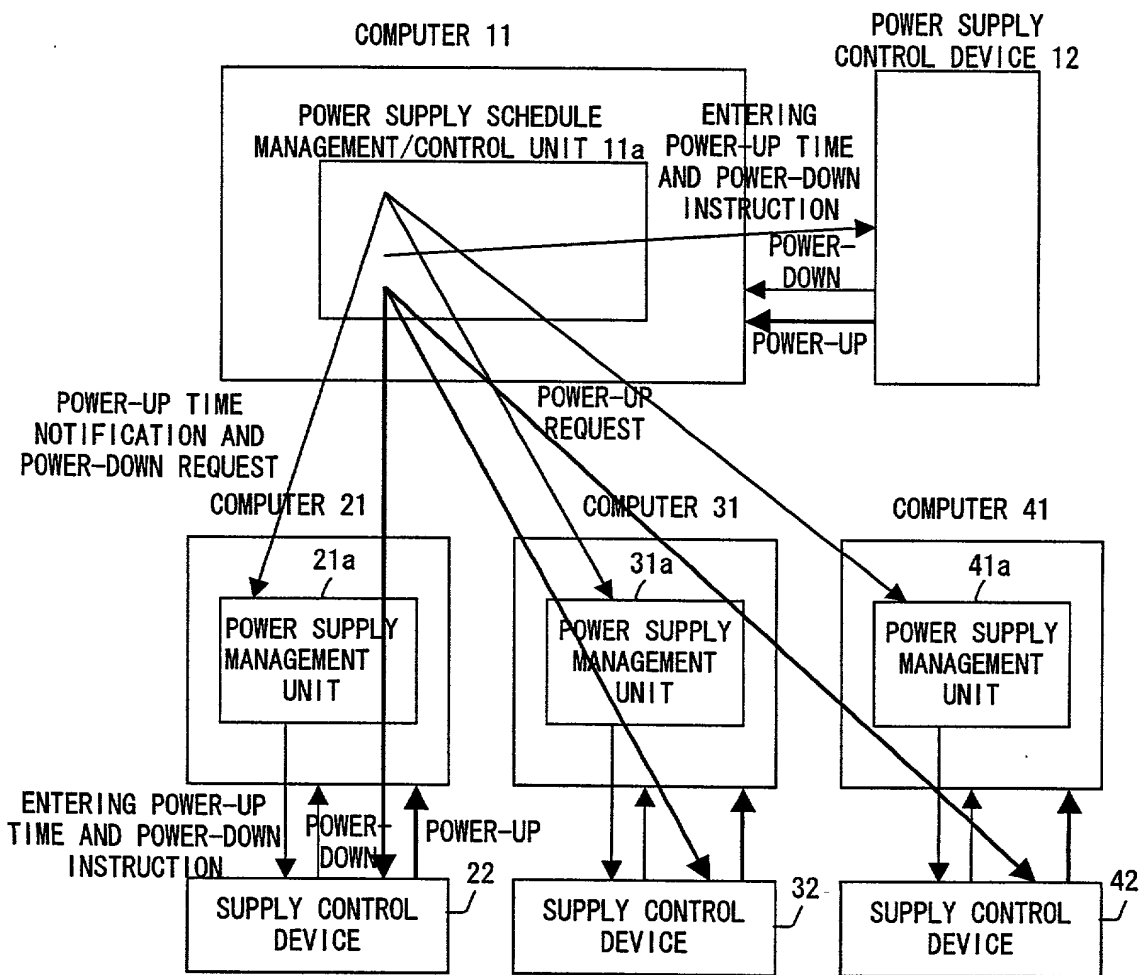 COMPUTER 11
POWER SUPPLY
CONTROL DEVICE 12
POWER SUPPLY SCHEDULE
MANAGEMENT/CONTROL UNIT 11a
ENTERING
POWER-UP TIME
AND POWER-DOWN
INSTRUCTION
POWER-
DOWN
POWER-UP
POWER-UP TIME
NOTIFICATION AND
POWER-DOWN REQUEST
POWER-UP
REQUEST
COMPUTER 21
COMPUTER 31
COMPUTER 41
21a
31a
41a
POWER SUPPLY
MANAGEMENT
UNIT
POWER SUPPLY
MANAGEMENT
UNIT
POWER SUPPLY
MANAGEMENT
UNIT
ENTERING POWER-UP
TIME AND POWER-DOWN
INSTRUCTION
POWER-
DOWN
POWER-UP
22
32
42
SUPPLY CONTROL
DEVICE
SUPPLY CONTROL
DEVICE
SUPPLY CONTROL
DEVICE